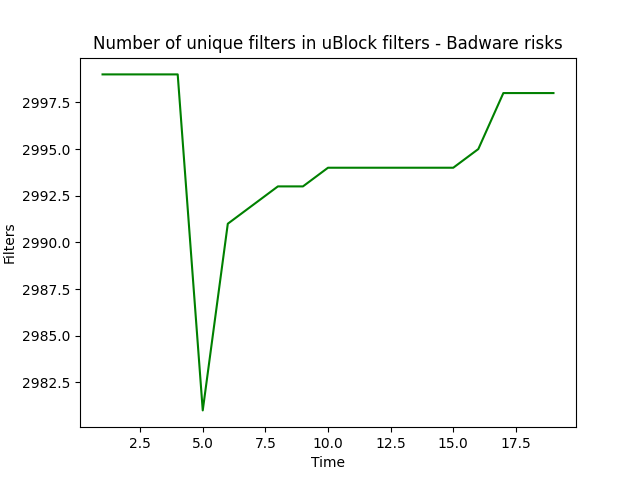 Number of unique filters in uBlock filters - Badware risks
2997.5
2995.0
2992.5
2990.0
2987.5
2985.0
2982.5
Filters
2.5 5.0 7.5 10.0 12.5 15.0 17.5
Time